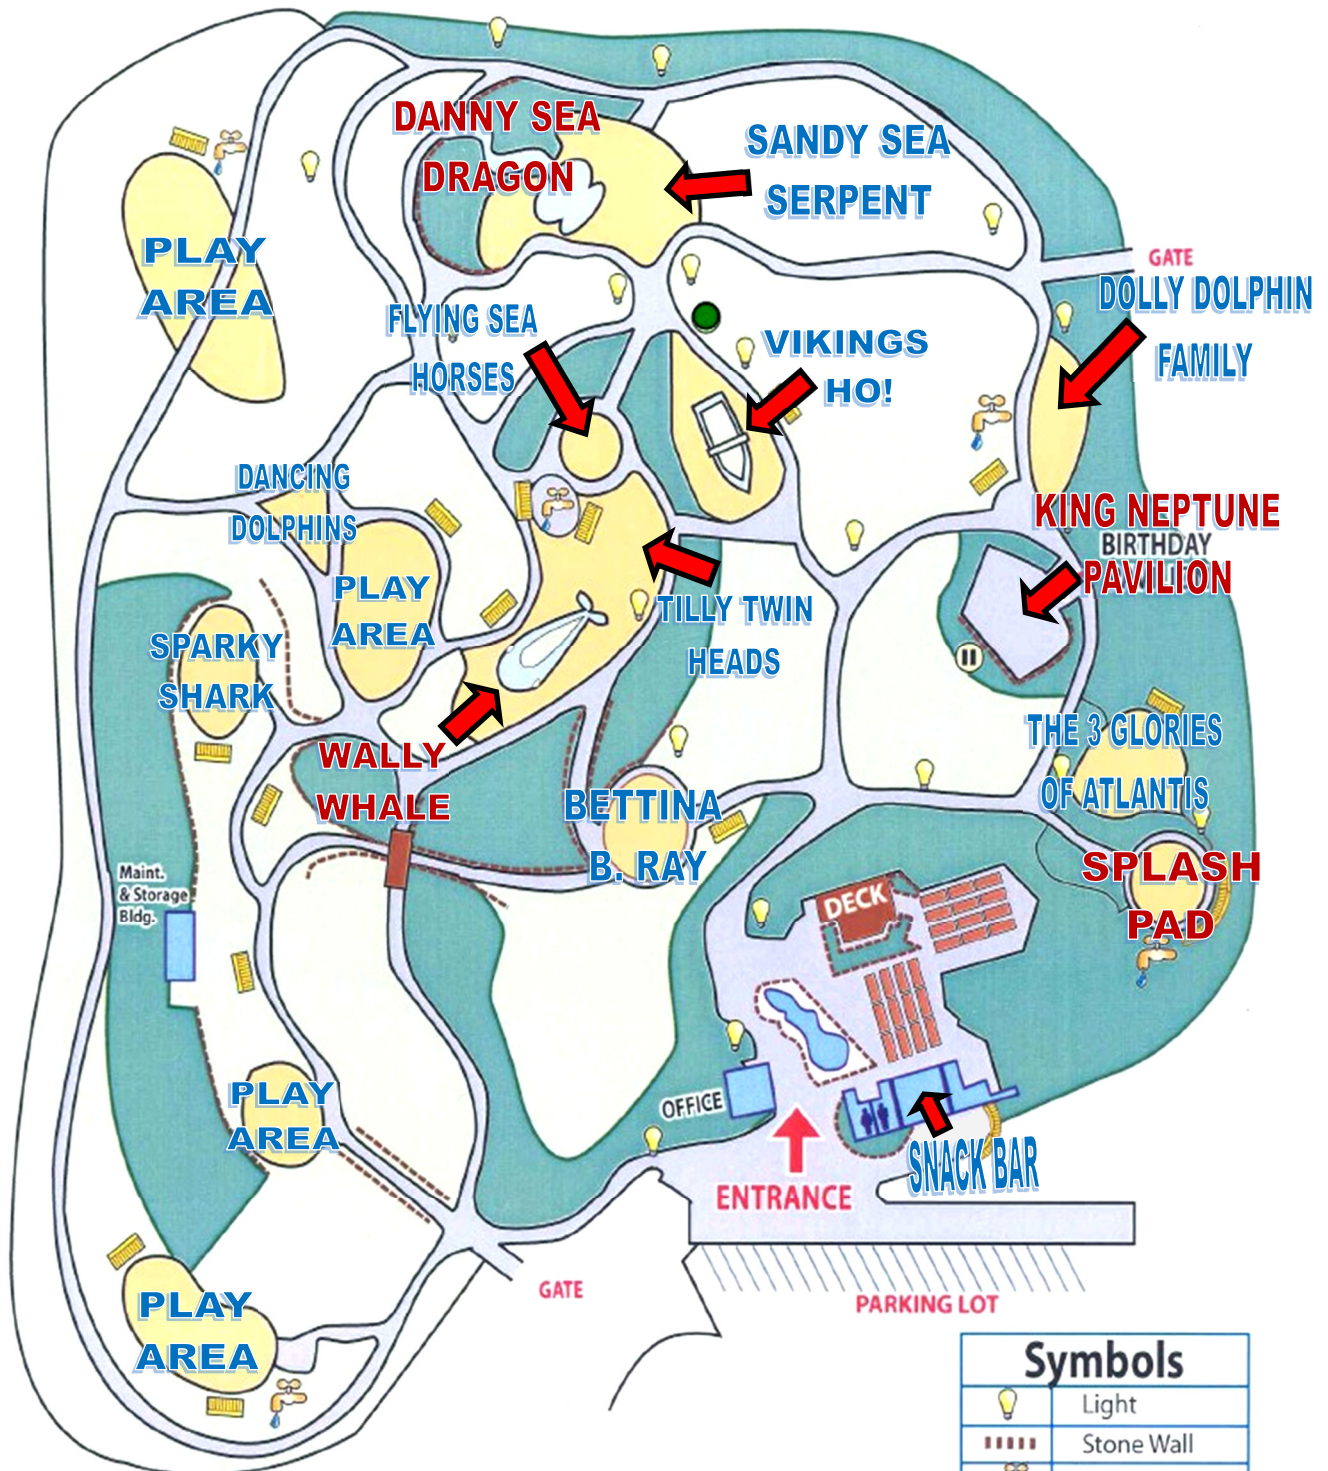 DANNY SEA
DRAGON
SANDY SEA
SERPENT
PLAY
AREA
GATE
DOLLY DOLPHIN
FAMILY
FLYING SEA
HORSES
VIKINGS
HO!
DANCING
DOLPHINS
KING NEPTUNE
BIRTHDAY
PAVILION
PLAY
AREA
TILLY TWIN
HEADS
SPARKY
SHARK
WALLY
WHALE
THE 3 GLORIES
OF ATLANTIS
BETTINA
B. RAY
SPLASH
PAD
Maint.
& Storage
Bldg.
DECK
PLAY
AREA
OFFICE
SNACK BAR
ENTRANCE
GATE
PARKING LOT
PLAY
AREA
Symbols
Light
Stone Wall